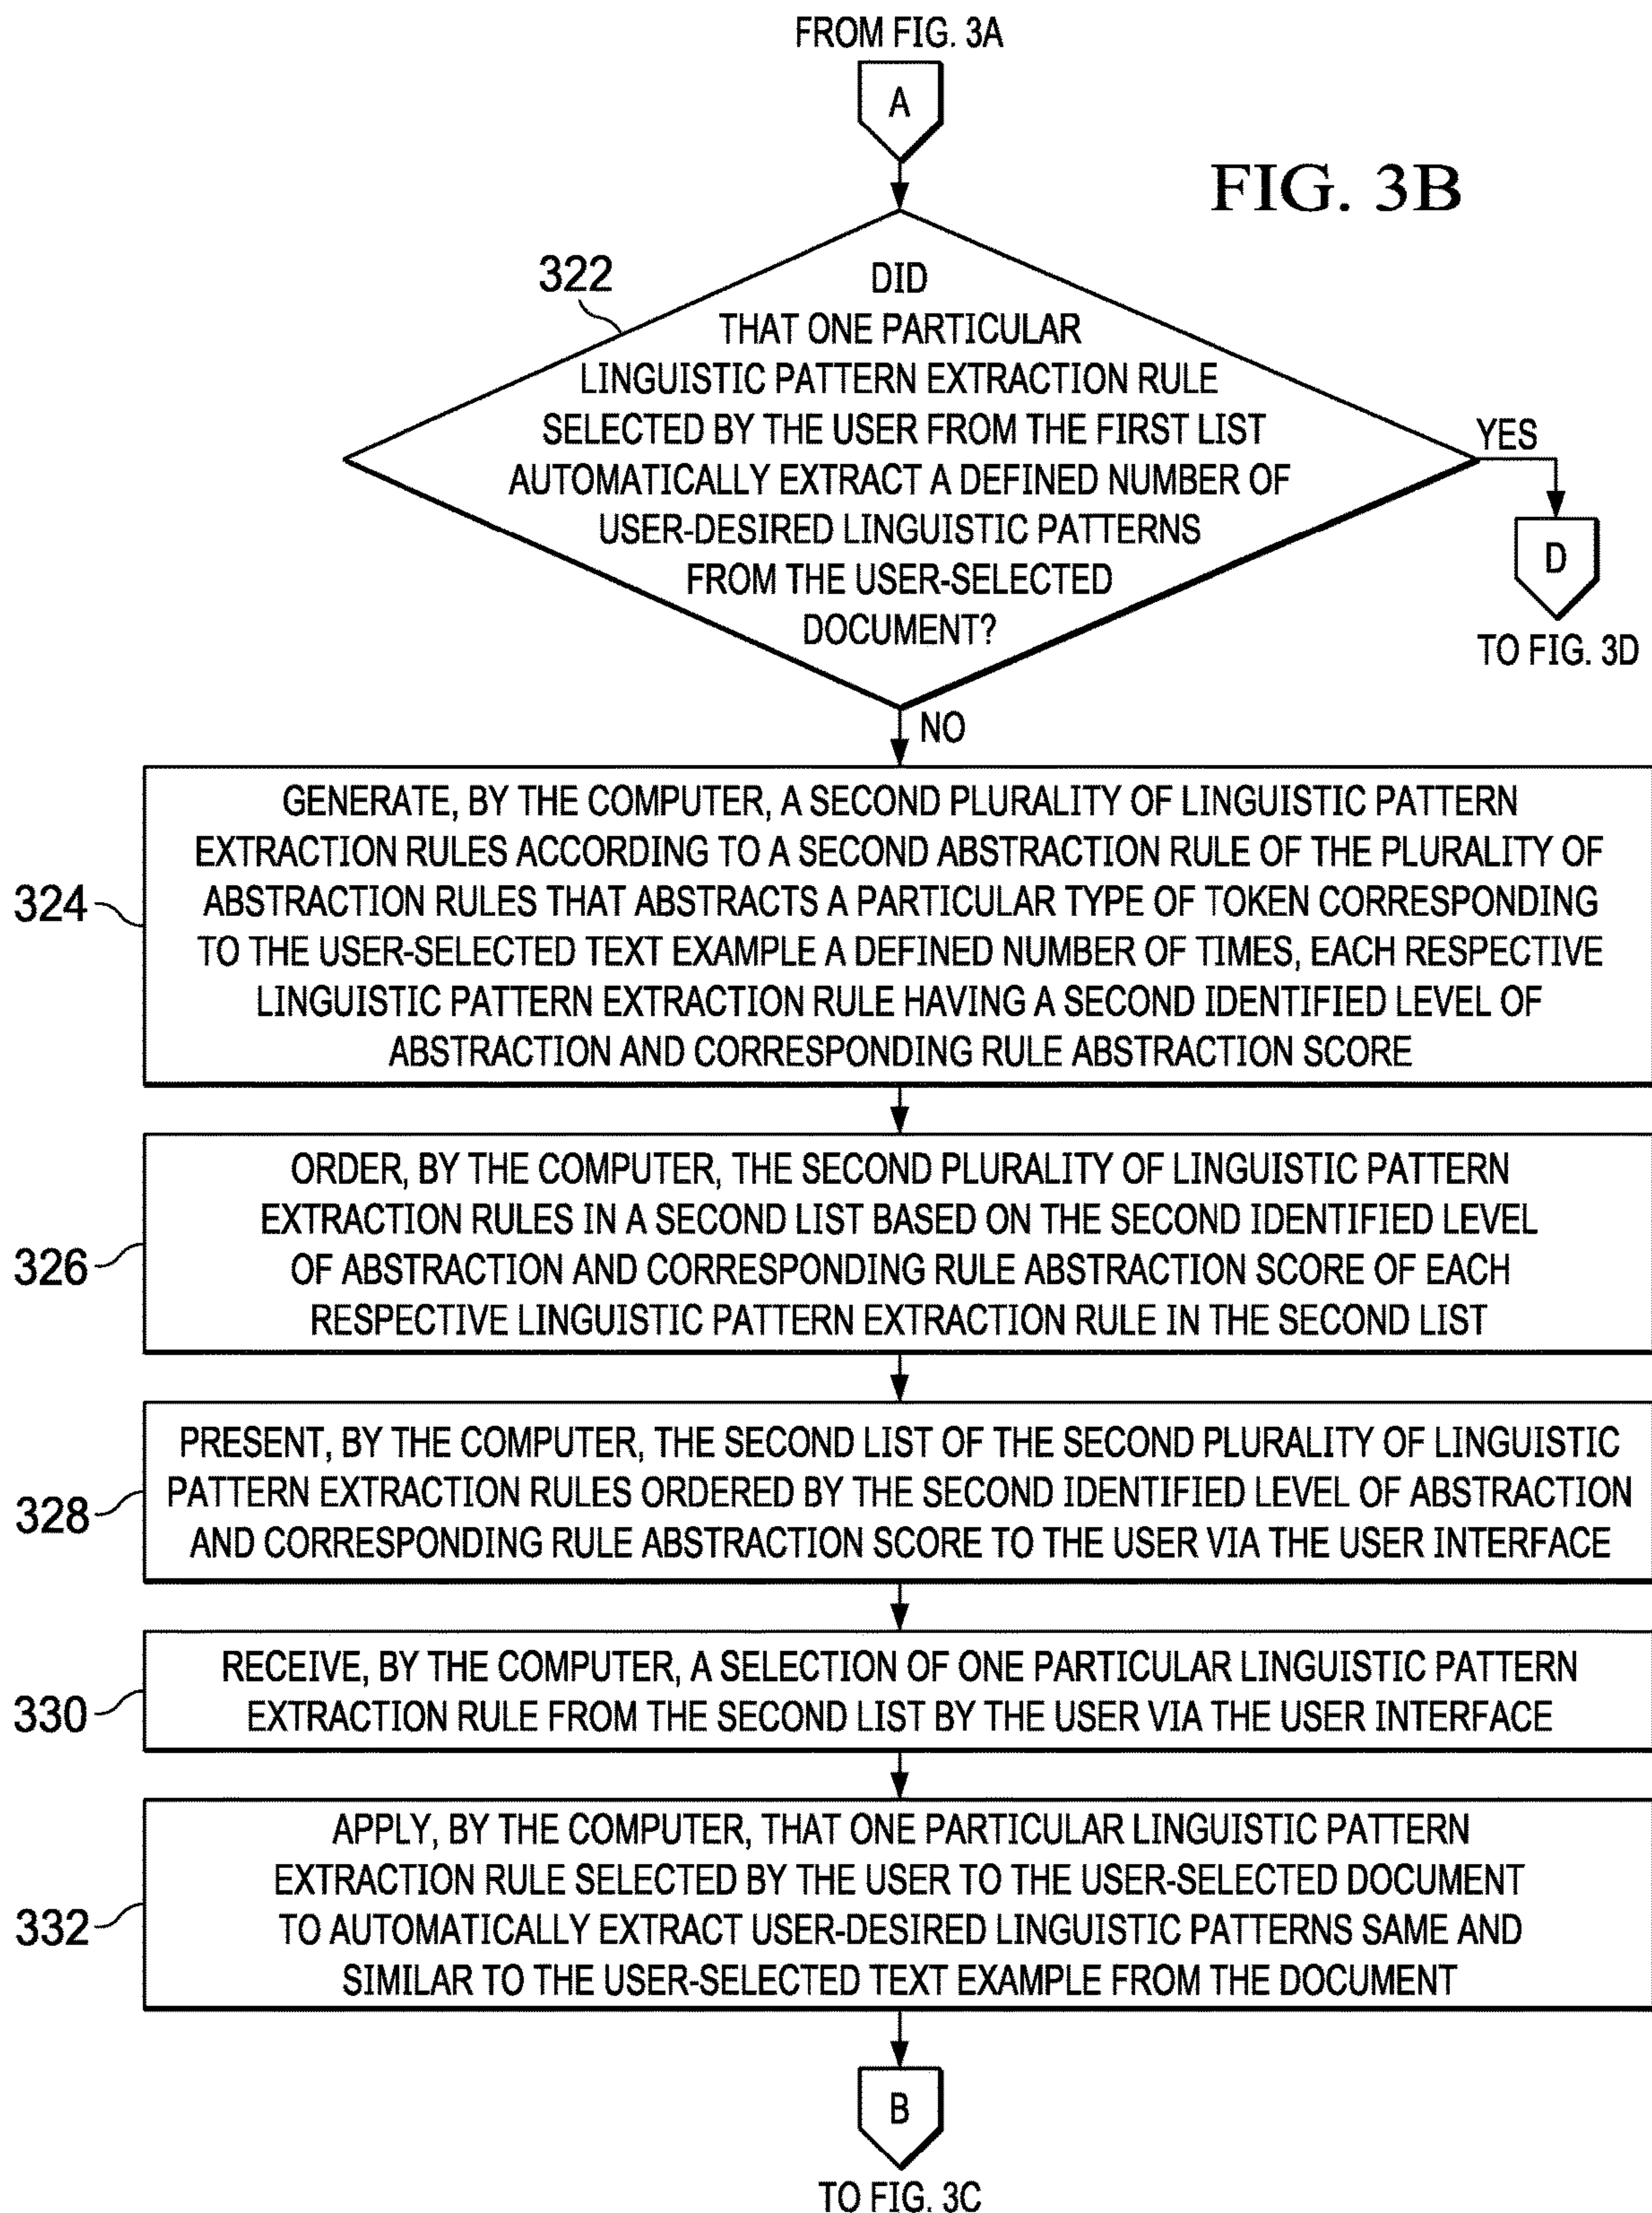 FROM FIG. 3A
A
FIG. 3B
322
DID
THAT ONE PARTICULAR
LINGUISTIC PATTERN EXTRACTION RULE
SELECTED BY THE USER FROM THE FIRST LIST
AUTOMATICALLY EXTRACT A DEFINED NUMBER OF
USER-DESIRED LINGUISTIC PATTERNS
FROM THE USER-SELECTED
DOCUMENT?
YES
D
TO FIG. 3D
NO
324
GENERATE, BY THE COMPUTER, A SECOND PLURALITY OF LINGUISTIC PATTERN
EXTRACTION RULES ACCORDING TO A SECOND ABSTRACTION RULE OF THE PLURALITY OF
ABSTRACTION RULES THAT ABSTRACTS A PARTICULAR TYPE OF TOKEN CORRESPONDING
TO THE USER-SELECTED TEXT EXAMPLE A DEFINED NUMBER OF TIMES, EACH RESPECTIVE
LINGUISTIC PATTERN EXTRACTION RULE HAVING A SECOND IDENTIFIED LEVEL OF
ABSTRACTION AND CORRESPONDING RULE ABSTRACTION SCORE
326
ORDER, BY THE COMPUTER, THE SECOND PLURALITY OF LINGUISTIC PATTERN
EXTRACTION RULES IN A SECOND LIST BASED ON THE SECOND IDENTIFIED LEVEL
OF ABSTRACTION AND CORRESPONDING RULE ABSTRACTION SCORE OF EACH
RESPECTIVE LINGUISTIC PATTERN EXTRACTION RULE IN THE SECOND LIST
328
PRESENT, BY THE COMPUTER, THE SECOND LIST OF THE SECOND PLURALITY OF LINGUISTIC
PATTERN EXTRACTION RULES ORDERED BY THE SECOND IDENTIFIED LEVEL OF ABSTRACTION
AND CORRESPONDING RULE ABSTRACTION SCORE TO THE USER VIA THE USER INTERFACE
330
RECEIVE, BY THE COMPUTER, A SELECTION OF ONE PARTICULAR LINGUISTIC PATTERN
EXTRACTION RULE FROM THE SECOND LIST BY THE USER VIA THE USER INTERFACE
332
APPLY, BY THE COMPUTER, THAT ONE PARTICULAR LINGUISTIC PATTERN
EXTRACTION RULE SELECTED BY THE USER TO THE USER-SELECTED DOCUMENT
TO AUTOMATICALLY EXTRACT USER-DESIRED LINGUISTIC PATTERNS SAME AND
SIMILAR TO THE USER-SELECTED TEXT EXAMPLE FROM THE DOCUMENT
B
TO FIG. 3C